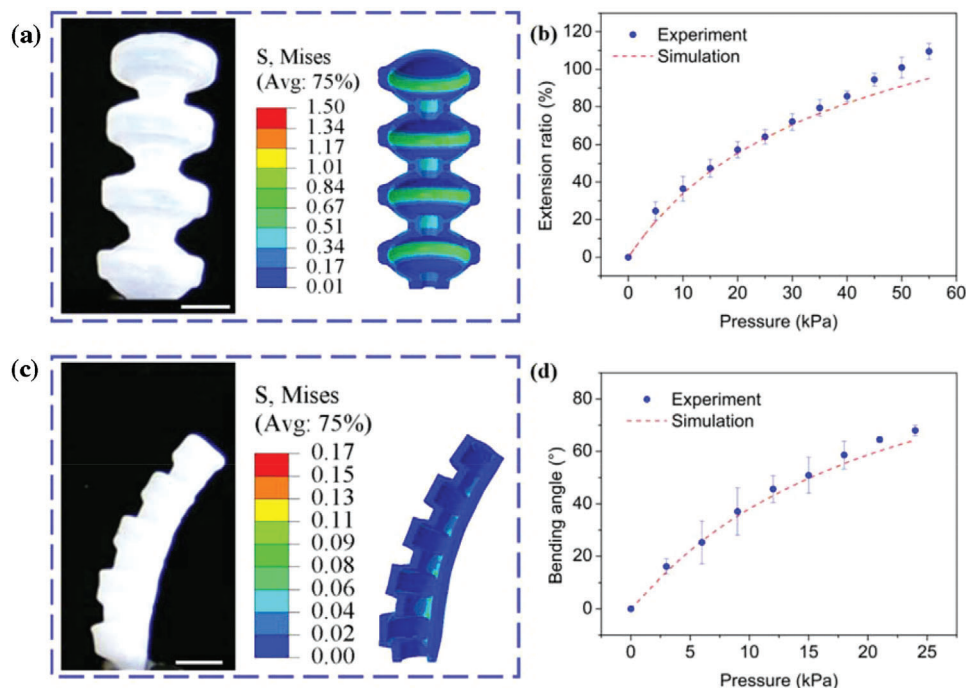 (a)
S, Mises
(Avg: 75%)
1.50
1.34
1.17
1.01
0.84
0.67
0.51
0.34
0.17
0.01
(b)
Experiment
Simulation
Extension ratio (%)
120
100
80
60
40
20
0
0 10 20 30 40 50 60
Pressure (kPa)
(c)
S, Mises
(Avg: 75%)
0.17
0.15
0.13
0.11
0.09
0.08
0.06
0.04
0.02
0.00
(d)
Experiment
Simulation
Bending angle (°)
80
60
40
20
0
0 5 10 15 20 25
Pressure (kPa)